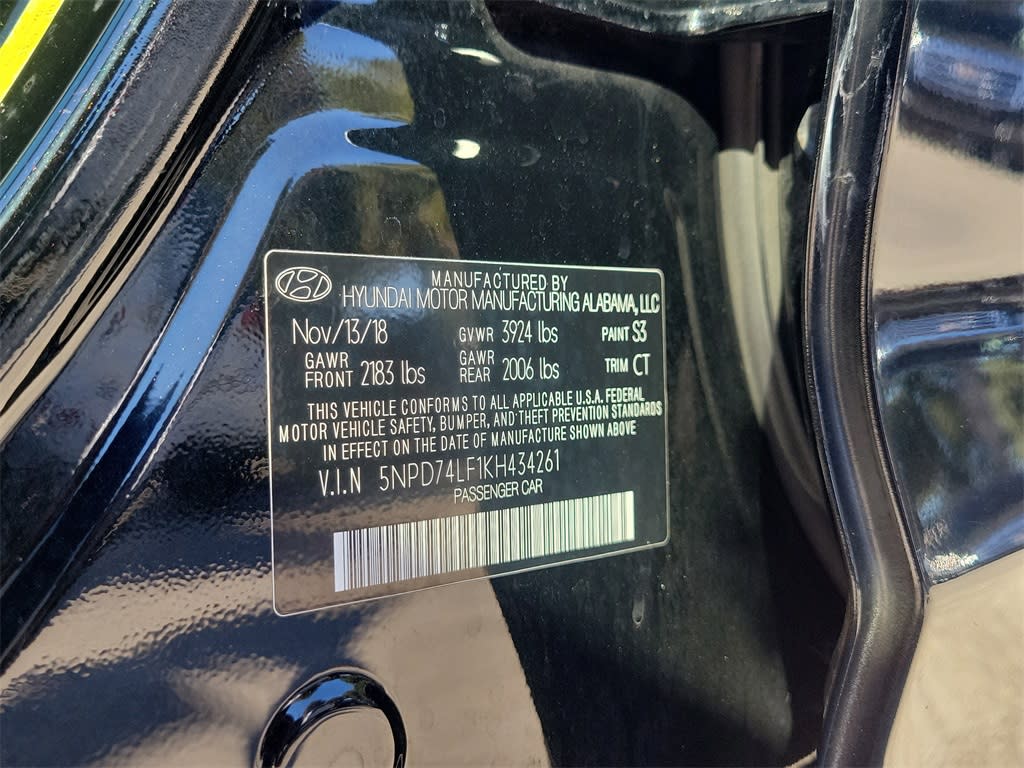 MANUFACTURED BY
HYUNDAI MOTOR MANUFACTURING ALABAMA, LLC
Nov/13/18 GVWR 3924 lbs PAINT S3
GAWR FRONT 2183 lbs GAWR REAR 2006 lbs TRIM CT
THIS VEHICLE CONFORMS TO ALL APPLICABLE U.S.A. FEDERAL
MOTOR VEHICLE SAFETY, BUMPER, AND THEFT PREVENTION STANDARDS
IN EFFECT ON THE DATE OF MANUFACTURE SHOWN ABOVE
V.I.N 5NPD74LF1KH434261
PASSENGER CAR